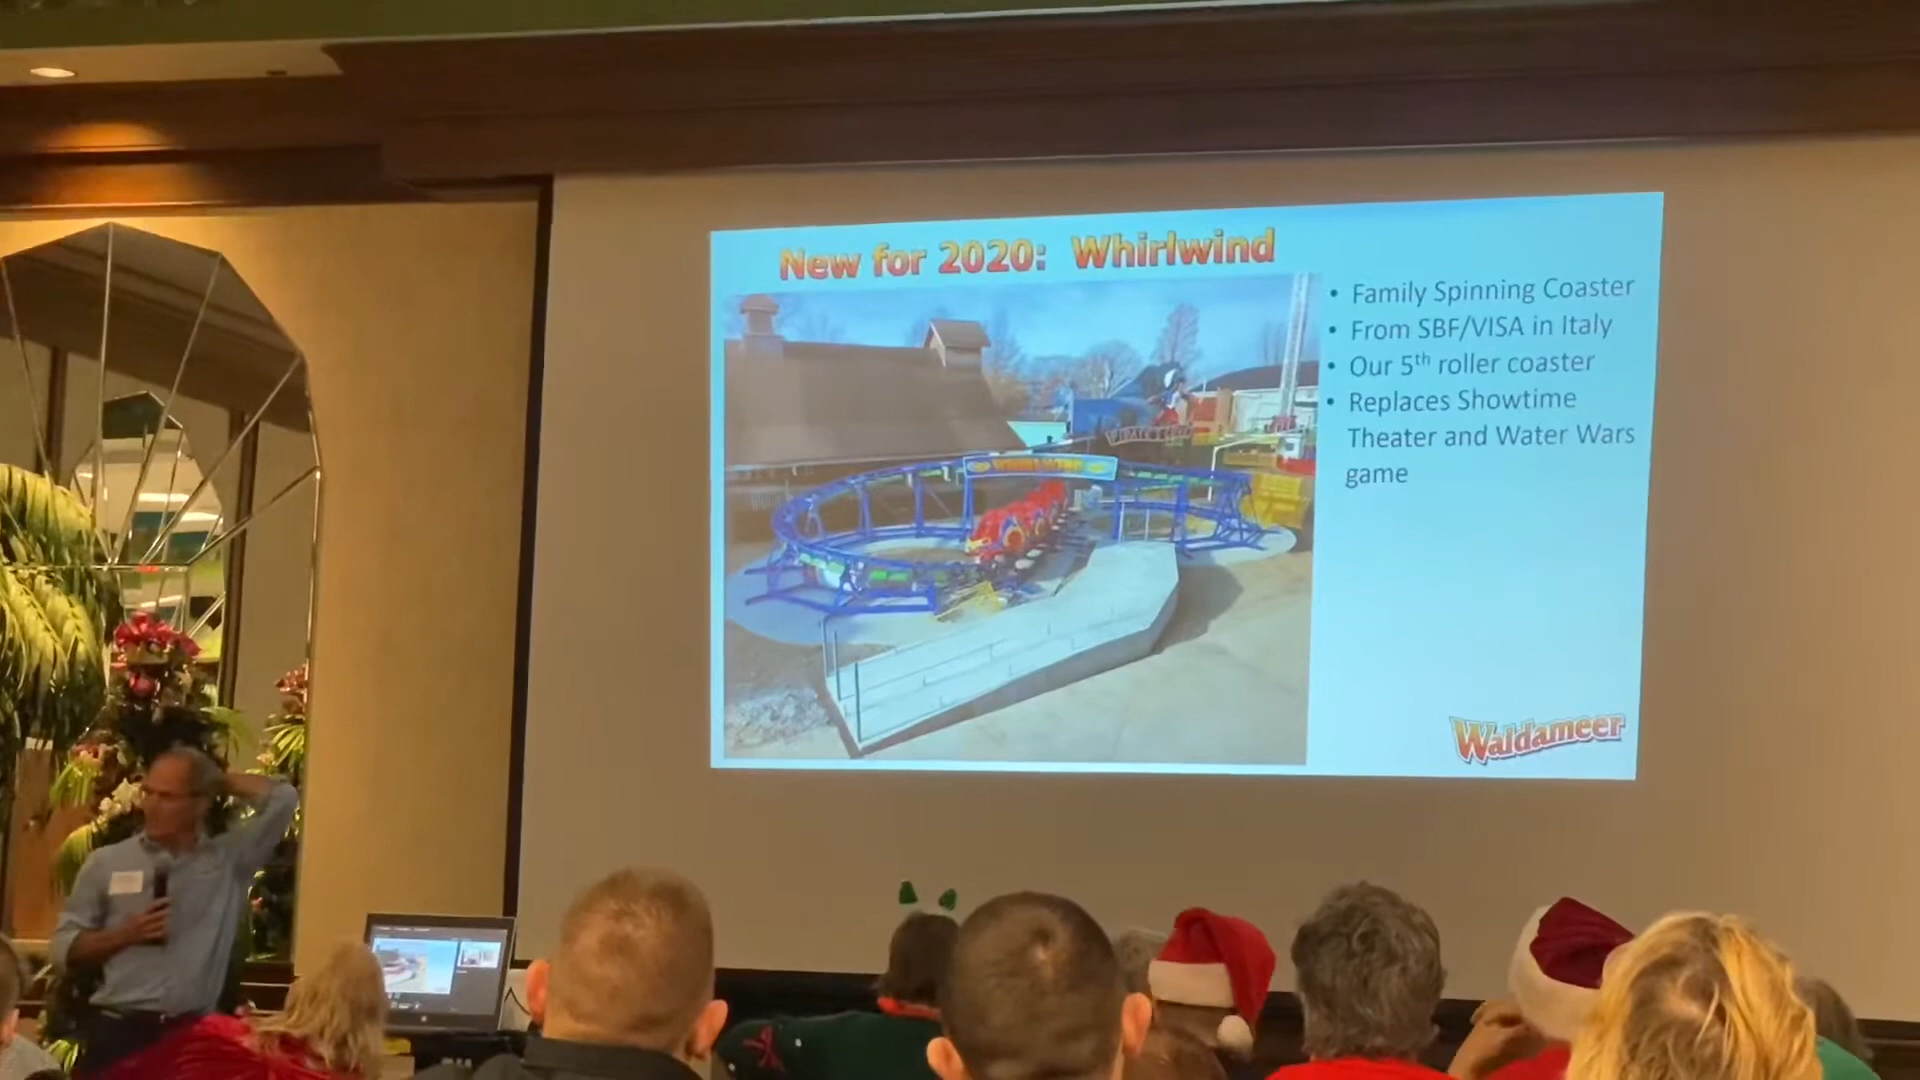 New for 2020: Whirlwind
• Family Spinning Coaster
• From SBF/VISA in Italy
• Our 5th roller coaster
• Replaces Showtime
Theater and Water Wars
game
WHIRLWIND
Waldameer